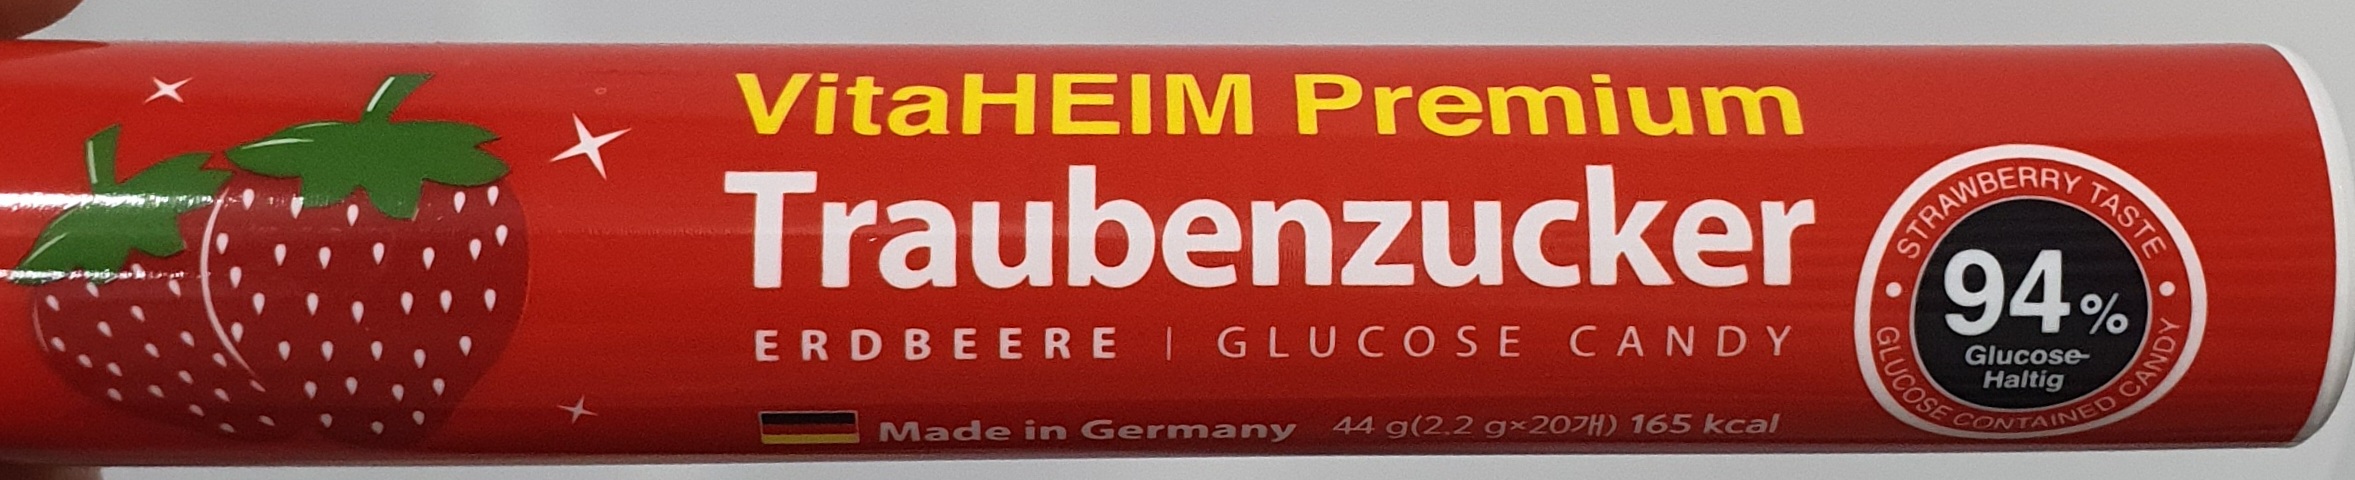 VitaHEIM Premium
Traubenzucker
ERDBEERE | GLUCOSE CANDY
Made in Germany 44 g(2.2 g×20개) 165 kcal
STRAWBERRY TASTE
94%
Glucose-
Haltig
GLUCOSE CONTAINED CANDY